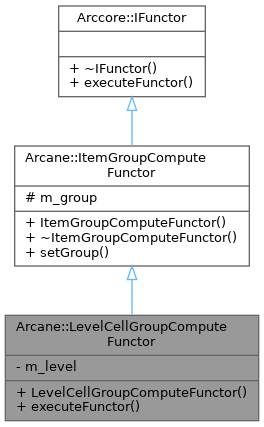 Arccore::IFunctor
+ ~IFunctor()
+ executeFunctor()
Arcane::ItemGroupCompute
Functor
# m_group
+ ItemGroupComputeFunctor()
+ ~ItemGroupComputeFunctor()
+ setGroup()
Arcane::LevelCellGroupCompute
Functor
- m_level
+ LevelCellGroupComputeFunctor()
+ executeFunctor()